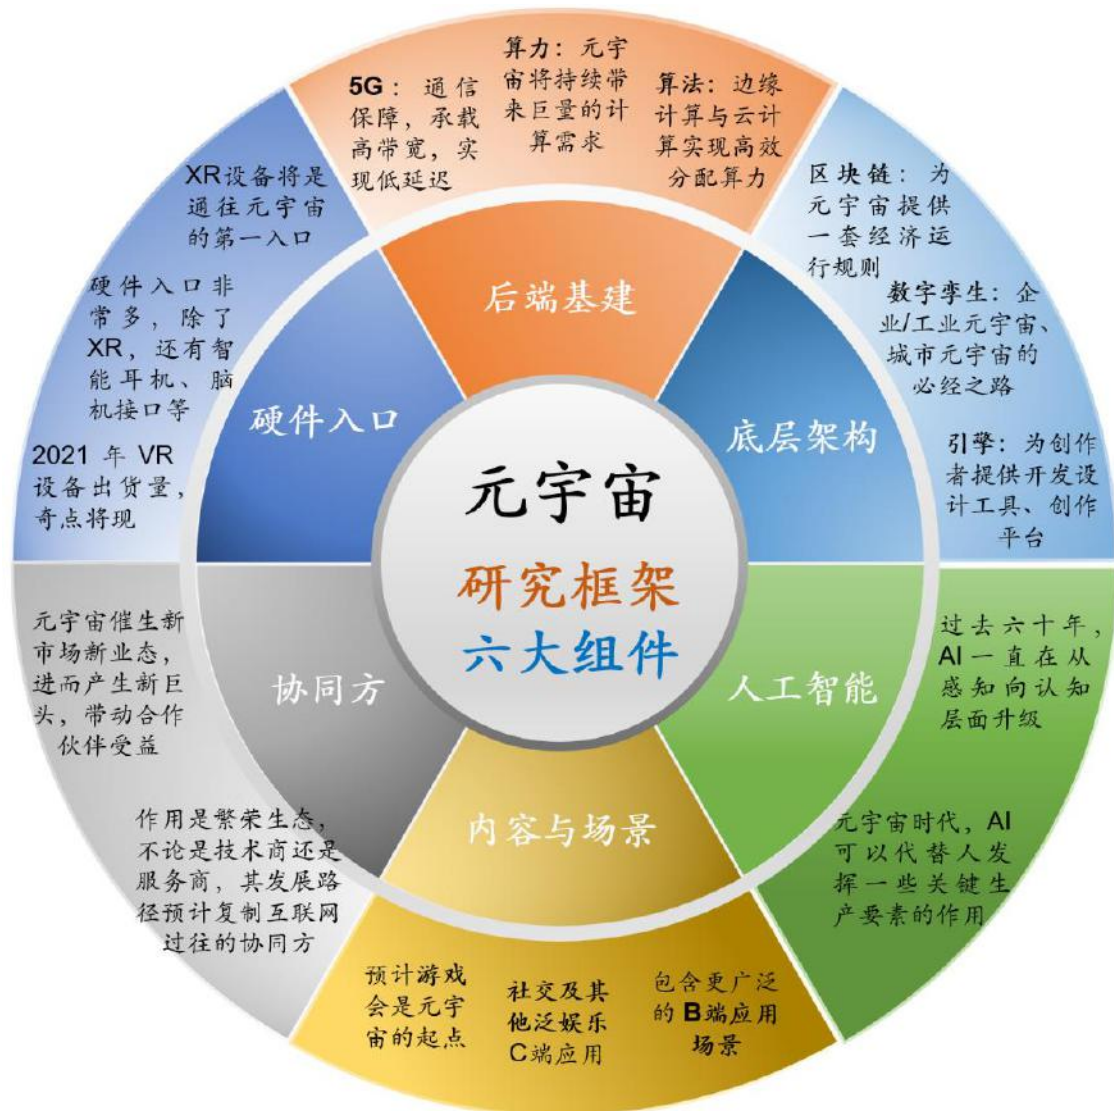 元宇宙
研究框架
六大组件
后端基建
5G：通信
保障，承载
高带宽，实
现低延迟
算力：元宇
宙将持续带
来巨量的计
算需求
算法：边缘
计算与云计
算实现高效
分配算力
底层架构
区块链：为
元宇宙提供
一套经济运
行规则
数字孪生：企
业/工业元宇宙、
城市元宇宙的
必经之路
引擎：为创作
者提供开发设
计工具、创作
平台
人工智能
过去六十年，
AI一直在从
感知向认知
层面升级
元宇宙时代，AI
可以代替人发
挥一些关键生
产要素的作用
内容与场景
预计游戏
会是元宇
宙的起点
社交及其
他泛娱乐
C端应用
包含更广泛
的B端应用
场景
协同方
元宇宙催生新
市场新业态，
进而产生新巨
头，带动合作
伙伴受益
作用是繁荣生态，
不论是技术商还是
服务商，其发展路
径预计复制互联网
过往的协同方
硬件入口
XR设备将是
通往元宇宙
的第一入口
硬件入口非
常多，除了
XR，还有智
能耳机、脑
机接口等
2021 年 VR
设备出货量，
奇点将现